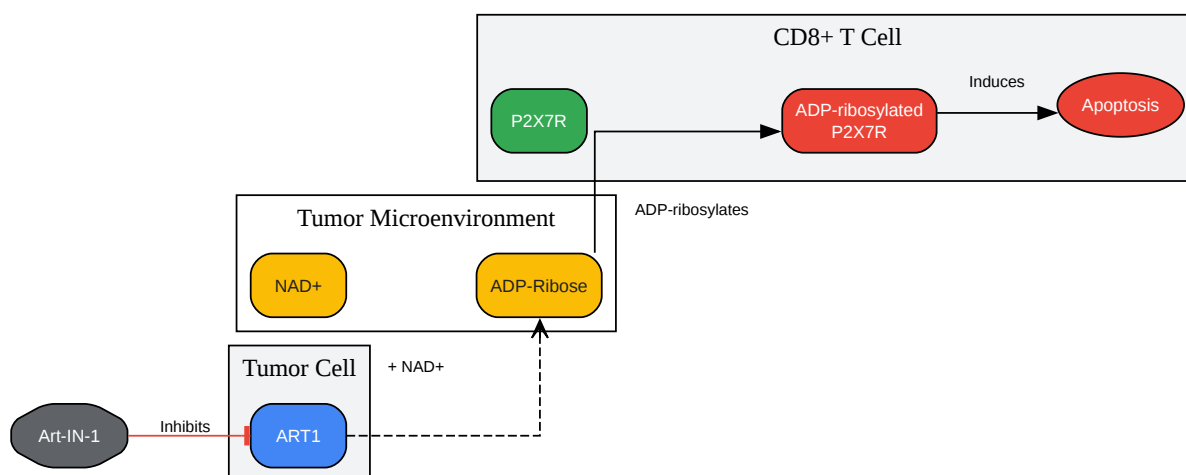 CD8+ T Cell
P2X7R
ADP-ribosylated
P2X7R
Induces
Apoptosis
ADP-ribosylates
Tumor Microenvironment
NAD+
ADP-Ribose
Tumor Cell
+ NAD+
Art-IN-1
Inhibits
ART1